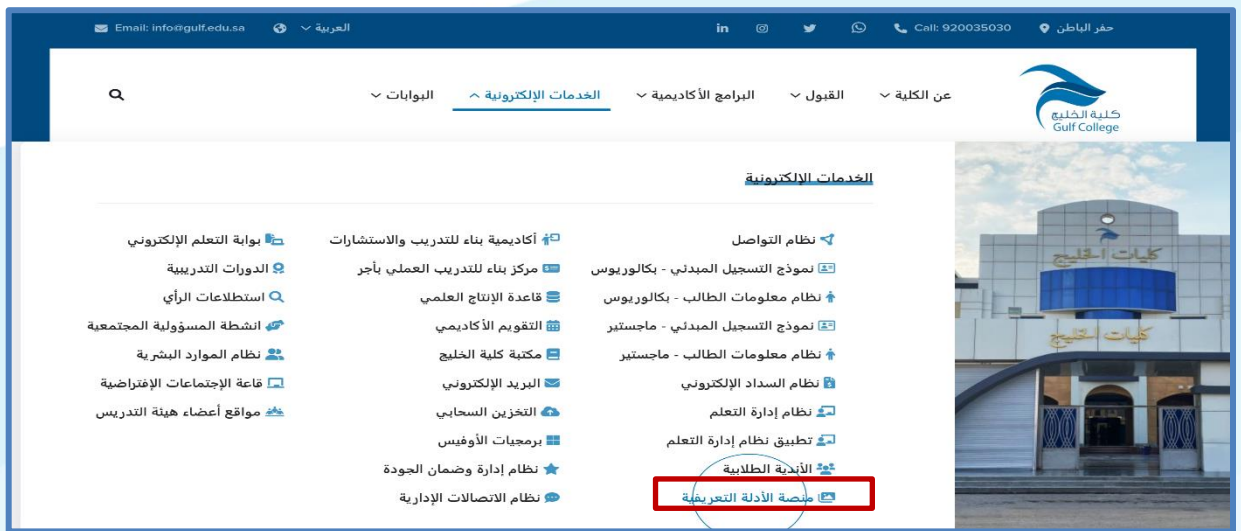 حفر الباطن
Call: 920035030
in
العربية
Email: info@gulf.edu.sa
كلية الخليج
Gulf College
عن الكلية
القبول
البرامج الأكاديمية
الخدمات الإلكترونية
البوابات
الخدمات الإلكترونية
نظام التواصل
نموذج التسجيل المبدئي - بكالوريوس
نظام معلومات الطالب - بكالوريوس
نموذج التسجيل المبدئي - ماجستير
نظام معلومات الطالب - ماجستير
نظام السداد الإلكتروني
نظام إدارة التعلم
تطبيق نظام إدارة التعلم
الأندية الطلابية
منصة الأدلة التعريفية
أكاديمية بناء للتدريب والاستشارات
مركز بناء للتدريب العملي بأجر
قاعدة الإنتاج العلمي
التقويم الأكاديمي
مكتبة كلية الخليج
البريد الإلكتروني
التخزين السحابي
برمجيات الأوفيس
نظام إدارة وضمان الجودة
نظام الاتصالات الإدارية
بوابة التعلم الإلكتروني
الدورات التدريبية
استطلاعات الرأي
انشطة المسؤولية المجتمعية
نظام الموارد البشرية
قاعة الإجتماعات الإفتراضية
مواقع أعضاء هيئة التدريس
كليات الخليج
كليات الخليج